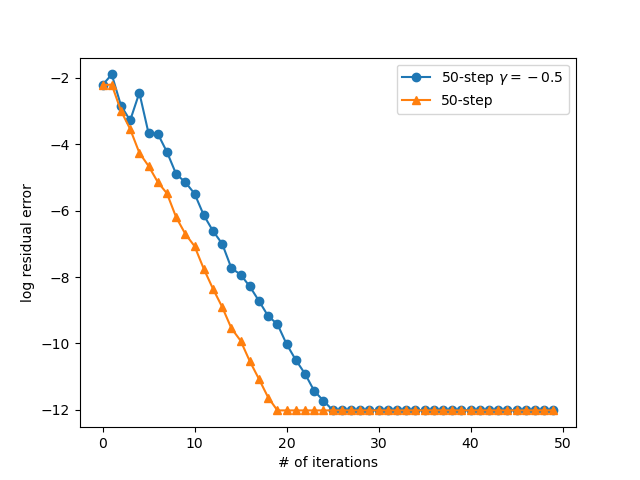 50-step γ = −0.5
50-step
−2
−4
−6
−8
−10
−12
log residual error
0 10 20 30 40 50
# of iterations